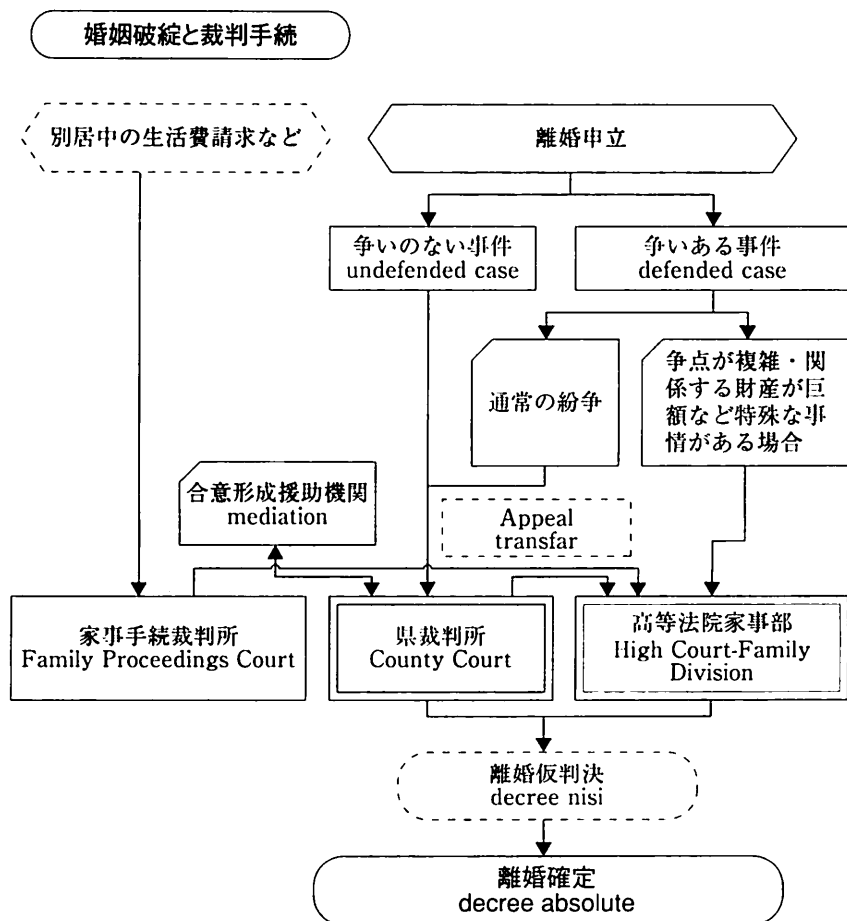 婚姻破綻と裁判手続
別居中の生活費請求など
離婚申立
争いのない事件
undefended case
争いある事件
defended case
通常の紛争
争点が複雑・関
係する財産が巨
額など特殊な事
情がある場合
合意形成援助機関
mediation
Appeal
transfar
家事手続裁判所
Family Proceedings Court
県裁判所
County Court
高等法院家事部
High Court-Family
Division
離婚仮判決
decree nisi
離婚確定
decree absolute